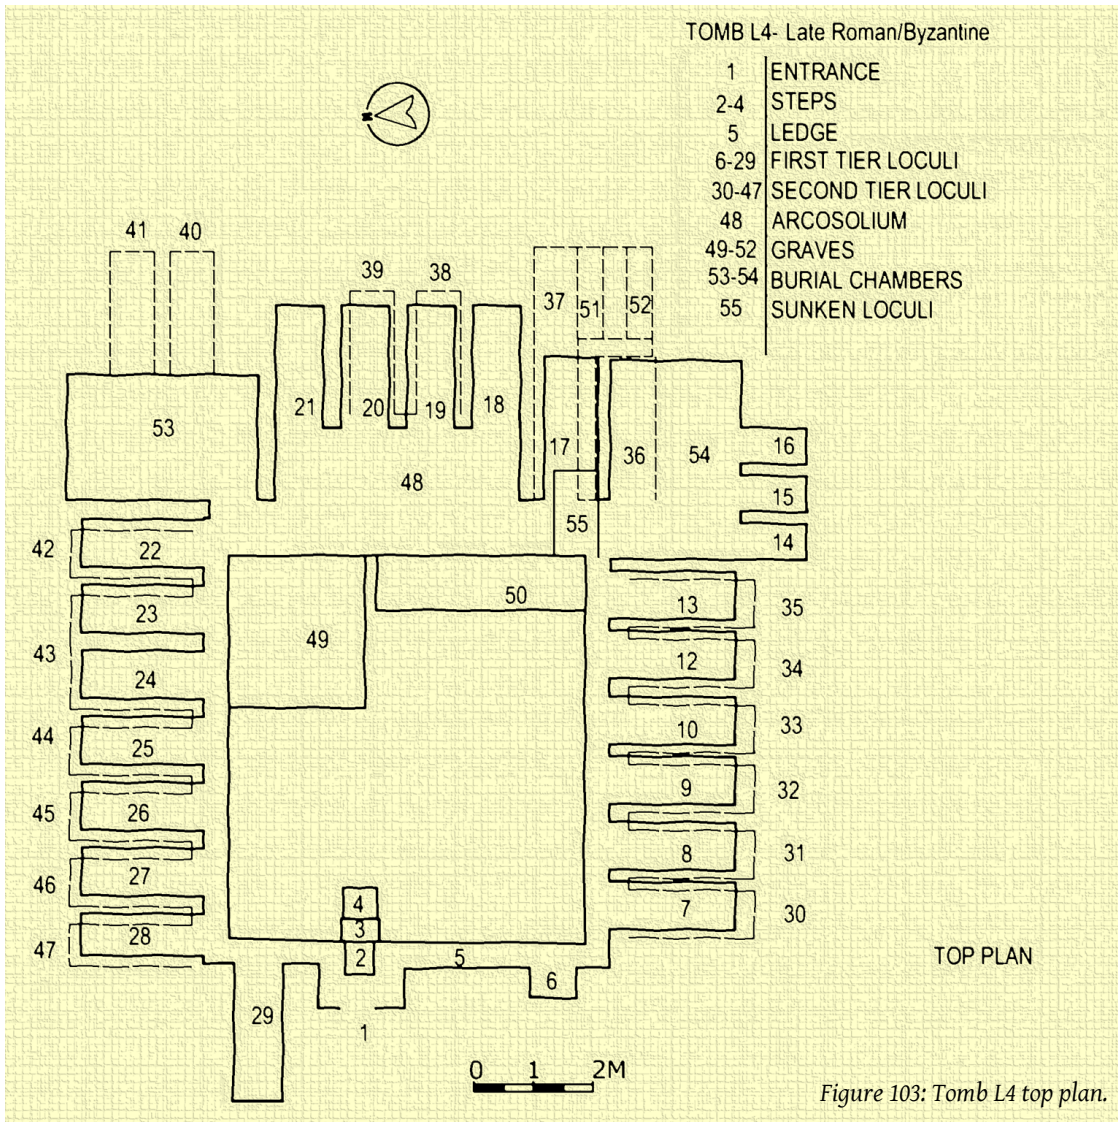 TOMB L4- Late Roman/Byzantine
1 ENTRANCE
2-4 STEPS
5 LEDGE
6-29 FIRST TIER LOCULI
30-47 SECOND TIER LOCULI
48 ARCOSOLIUM
49-52 GRAVES
53-54 BURIAL CHAMBERS
55 SUNKEN LOCULI
N
41 40
39 38
37 51 52
21 20 19 18
53
17 36 54 16
48
15
55
14
42 22
50
13 35
23
49
43
12 34
24
10 33
44 25
9 32
45 26
8 31
46 27
4
7 30
3
47 28
2 5
TOP PLAN
6
29
1
0 1 2M
Figure 103: Tomb L4 top plan.